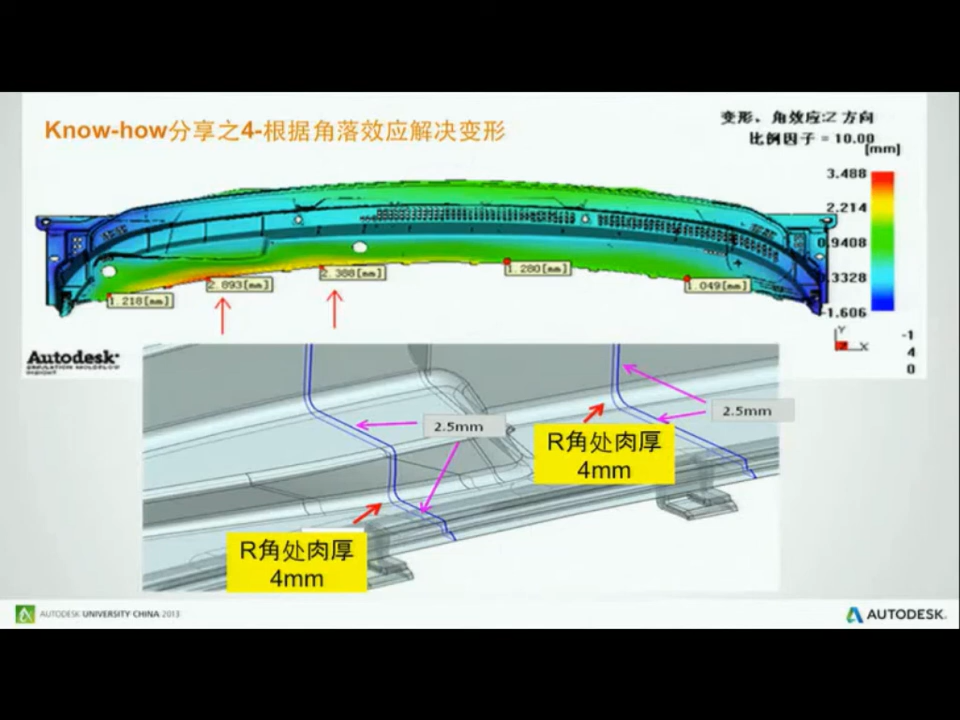 Know-how分享之4-根据角落效应解决变形
变形，角效应:Z 方向
比例因子 = 10.00
[mm]
3.488
2.214
0.9408
.3328
-1.606
1.218[mm]
2.893[mm]
2.388[mm]
1.280[mm]
1.049[mm]
Y
Z X
-1
4
0
Autodesk
2.5mm
2.5mm
R角处肉厚
4mm
R角处肉厚
4mm
AUTODESK UNIVERSITY CHINA 2013
AUTODESK.